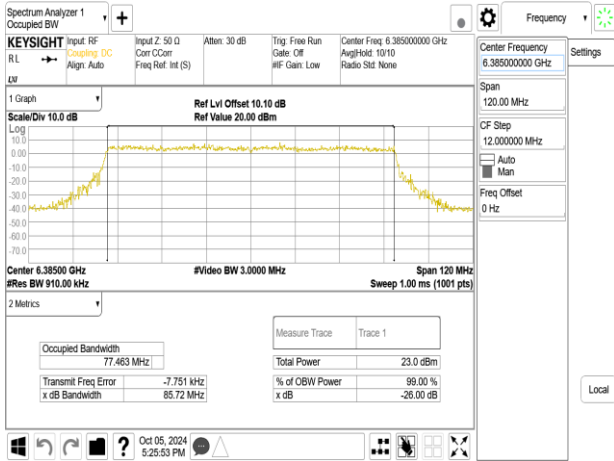 Spectrum Analyzer 1
Occupied BW
+
Frequency
KEYSIGHT
Input: RF
Coupling: DC
Align: Auto
Input Z: 50 Ω
Corr CCorr
Freq Ref: Int (S)
Atten: 30 dB
Trig: Free Run
Gate: Off
#IF Gain: Low
Center Freq: 6.385000000 GHz
Avg|Hold: 10/10
Radio Std: None
RL
LXI
Center Frequency
6.385000000 GHz
Settings
Span
120.00 MHz
CF Step
12.000000 MHz
Auto
Man
Freq Offset
0 Hz
Local
1 Graph
Scale/Div 10.0 dB
Ref Lvl Offset 10.10 dB
Ref Value 20.00 dBm
Log
10.0
0.00
-10.0
-20.0
-30.0
-40.0
-50.0
-60.0
-70.0
Center 6.38500 GHz
#Video BW 3.0000 MHz
Span 120 MHz
#Res BW 910.00 kHz
Sweep 1.00 ms (1001 pts)
2 Metrics
Measure Trace Trace 1
Occupied Bandwidth
77.463 MHz
Total Power 23.0 dBm
Transmit Freq Error -7.751 kHz
% of OBW Power 99.00 %
x dB Bandwidth 85.72 MHz
x dB -26.00 dB
?
Oct 05, 2024
5:25:53 PM